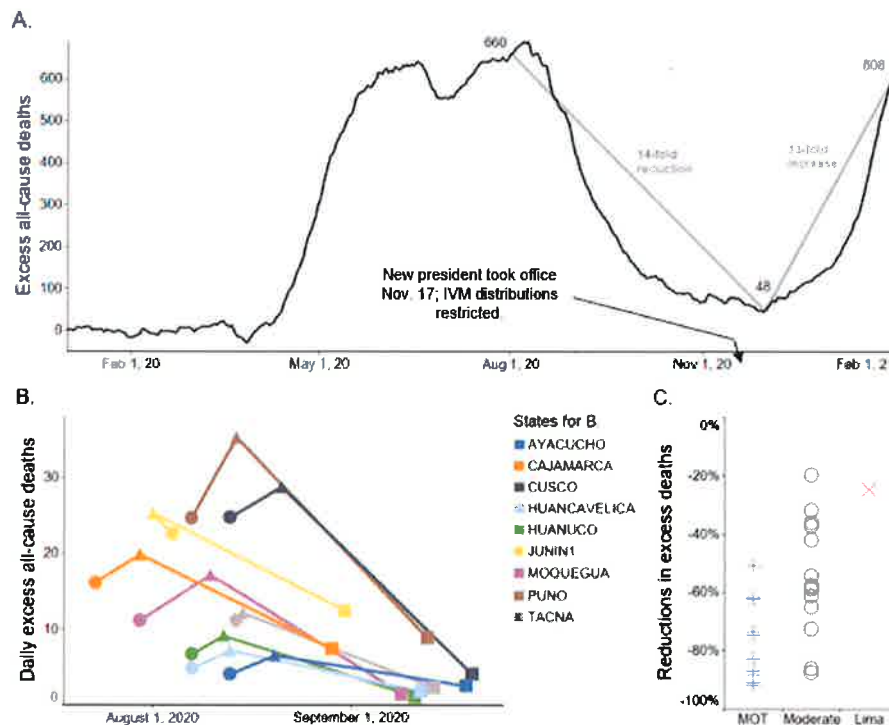 A.
Excess all-cause deaths
600
500
400
300
200
100
0
660
608
14-fold
reduction
48
New president took office
Nov. 17; IVM distributions
restricted
Feb 1, 20
May 1, 20
Aug 1, 20
Nov 1, 20
Feb 1, 2
B.
Daily excess all-cause deaths
30
20
10
0
August 1, 2020
September 1, 2020
States for B
AYACUCHO
CAJAMARCA
CUSCO
HUANCAVELICA
HUANUCO
JUNIN1
MOQUEGUA
PUNO
TACNA
C.
Reductions in excess deaths
0%
-20%
-40%
-60%
-80%
-100%
MOT
Moderate
Lima